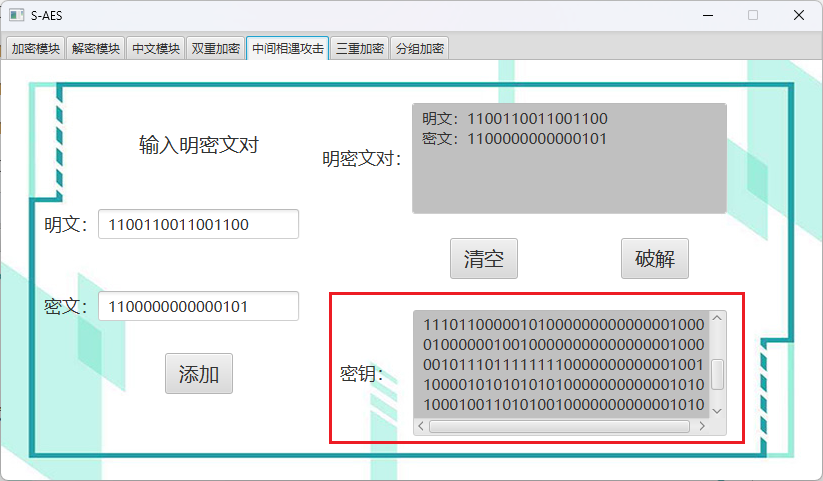 S-AES
加密模块 解密模块 中文模块 双重加密 中间相遇攻击 三重加密 分组加密
输入明密文对
明密文对：
明文：1100110011001100
密文：1100000000000101
明文： 1100110011001100
清空 破解
密文： 1100000000000101
添加
密钥：
11101100000101000000000000001000
01000000100100000000000000001000
00101110111111110000000000001001
10000101010101010000000000001010
10001001101010010000000000001010